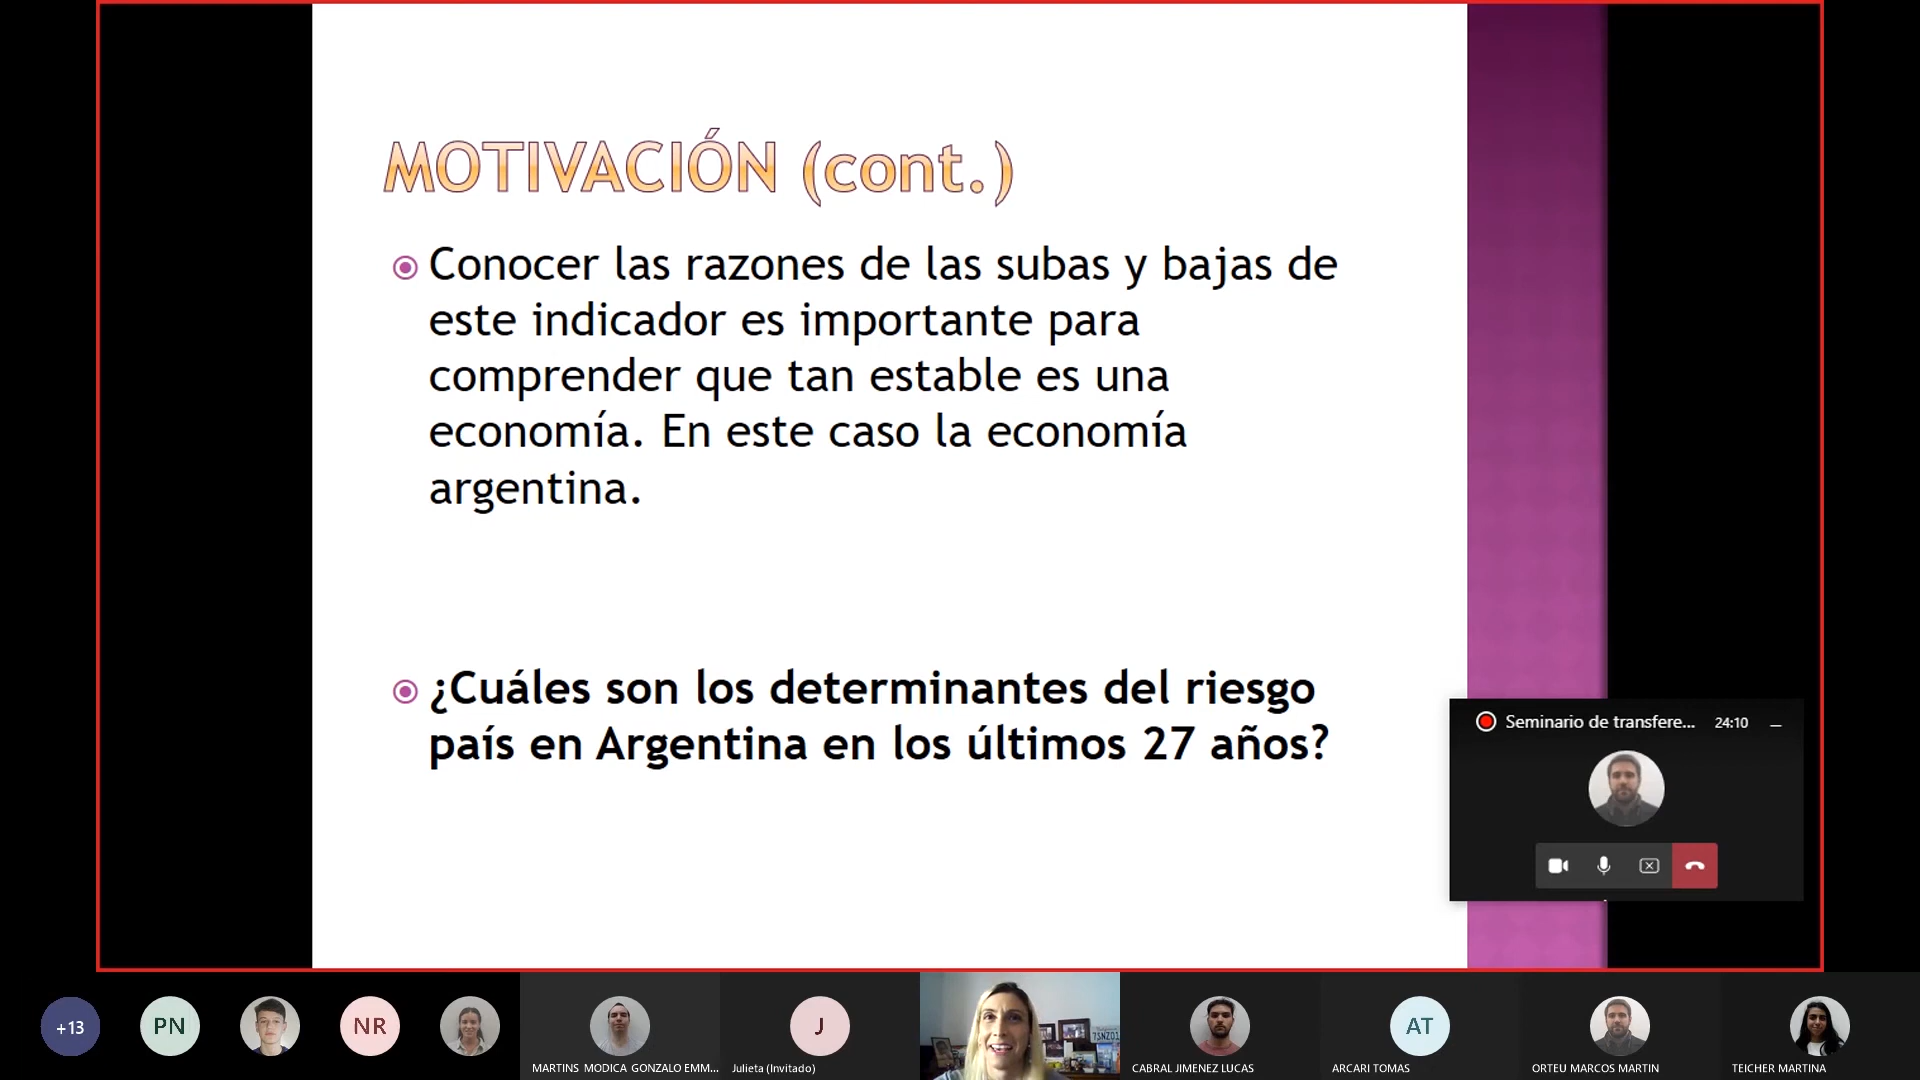 MOTIVACIÓN (cont.)
Conocer las razones de las subas y bajas de
este indicador es importante para
comprender que tan estable es una
economía. En este caso la economía
argentina.
¿Cuáles son los determinantes del riesgo
país en Argentina en los últimos 27 años?
Seminario de transfere... 24:10
+13
PN
NR
J
AT
MARTINS MODICA GONZALO EMM...
Julieta (Invitado)
CABRAL JIMENEZ LUCAS
ARCARI TOMAS
ORTEU MARCOS MARTIN
TEICHER MARTINA